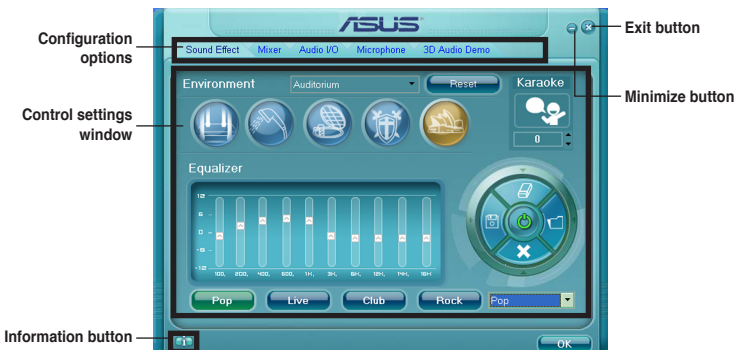 ASUS
Exit button
Configuration
options
Sound Effect Mixer Audio I/O Microphone 3D Audio Demo
Minimize button
Environment Auditorium Reset Karaoke
Control settings
window
0
Equalizer
12
6
0
-6
-12
100, 200, 400, 600, 1K, 3K, 6K, 12K, 14K, 16K
Pop Live Club Rock Pop
Information button
i
OK